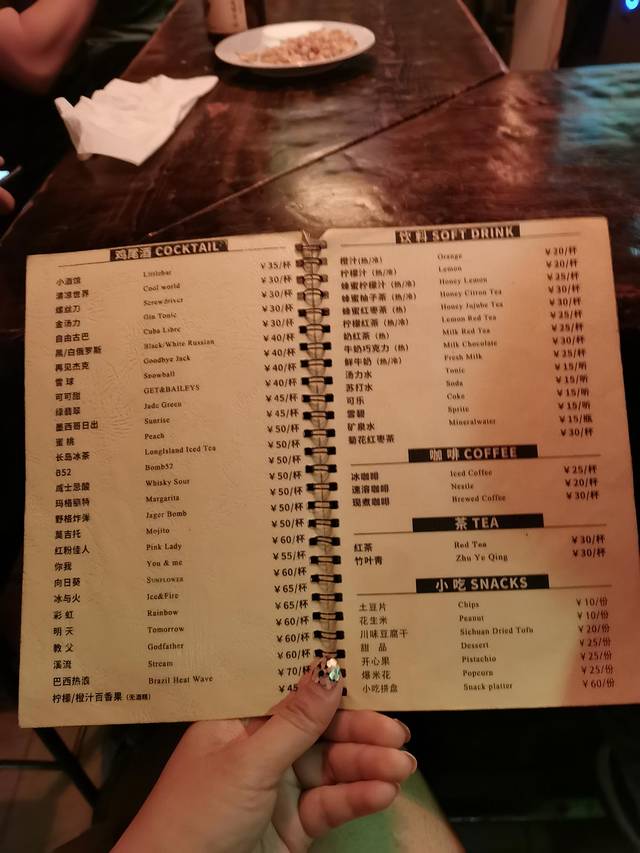 鸡尾酒 COCKTAIL
小酒馆 Littlebar ¥35/杯
清凉世界 Cool world ¥30/杯
螺丝刀 Screwdriver ¥30/杯
金汤力 Gin Tonic ¥30/杯
自由古巴 Cuba Libre ¥30/杯
黑/白俄罗斯 Black/White Russian ¥40/杯
再见杰克 Goodbye Jack ¥40/杯
雪球 Snowball ¥40/杯
可可甜 GET&BAILEYS ¥40/杯
绿翡翠 Jade Green ¥45/杯
墨西哥日出 Sunrise ¥45/杯
蜜桃 Peach ¥50/杯
长岛冰茶 LongIsland Iced Tea ¥50/杯
B52 Bomb52 ¥50/杯
威士忌酸 Whisky Sour ¥50/杯
玛格丽特 Margarita ¥50/杯
野格炸弹 Jager Bomb ¥50/杯
莫吉托 Mojito ¥50/杯
红粉佳人 Pink Lady ¥60/杯
你我 You & me ¥55/杯
向日葵 SUNFLOWER ¥60/杯
冰与火 Ice&Fire ¥65/杯
彩虹 Rainbow ¥65/杯
明天 Tomorrow ¥60/杯
教父 Godfather ¥60/杯
溪流 Stream ¥60/杯
巴西热浪 Brazil Heat Wave ¥70/杯
柠檬/橙汁百香果(无酒精) ¥45
饮料 SOFT DRINK
橙汁(热/冷) Orange ¥20/杯
柠檬汁(热/冷) Lemon ¥20/杯
蜂蜜柠檬汁(热/冷) Honey Lemon ¥25/杯
蜂蜜柚子茶(热/冷) Honey Citron Tea ¥30/杯
蜂蜜红枣茶(热) Honey Jujube Tea ¥30/杯
柠檬红茶(热/冷) Lemon Red Tea ¥25/杯
奶红茶(热) Milk Red Tea ¥25/杯
牛奶巧克力(热) Milk Chocolate ¥30/杯
鲜牛奶(热/冷) Fresh Milk ¥25/杯
汤力水 Tonic ¥15/听
苏打水 Soda ¥15/听
可乐 Coke ¥15/听
雪碧 Sprite ¥15/听
矿泉水 Mineralwater ¥15/瓶
菊花红枣茶 ¥30/杯
咖啡 COFFEE
冰咖啡 Iced Coffee ¥25/杯
速溶咖啡 Nestle ¥20/杯
现煮咖啡 Brewed Coffee ¥30/杯
茶 TEA
红茶 Red Tea ¥30/杯
竹叶青 Zhu Ye Qing ¥30/杯
小吃 SNACKS
土豆片 Chips ¥10/份
花生米 Peanut ¥10/份
川味豆腐干 Sichuan Dried Tofu ¥20/份
甜品 Dessert ¥25/份
开心果 Pistachio ¥25/份
爆米花 Popcorn ¥25/份
小吃拼盘 Snack platter ¥60/份